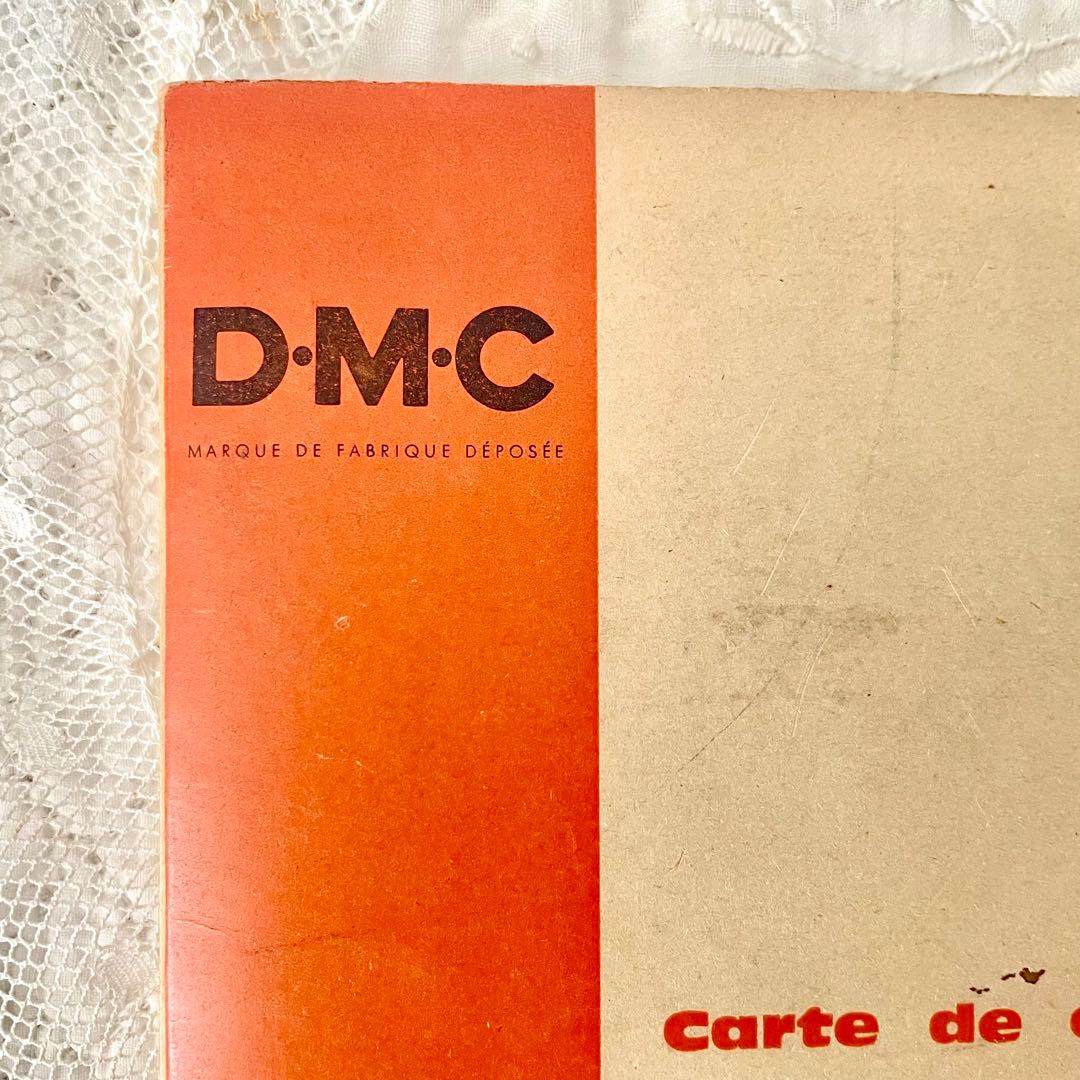 D·M·C
MARQUE DE FABRIQUE DÉPOSÉE
carte de